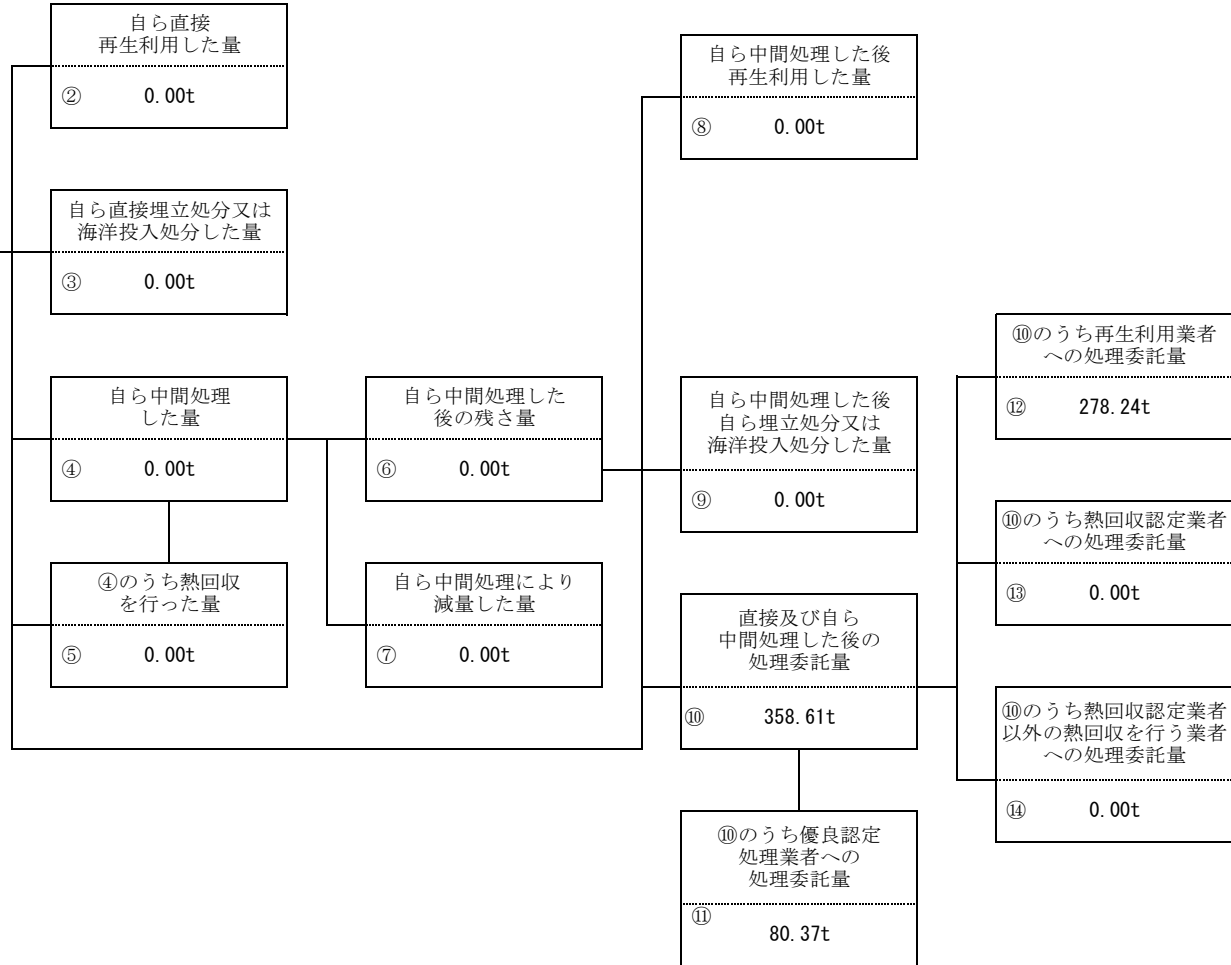 自ら直接
再生利用した量
② 0.00t
自ら直接埋立処分又は
海洋投入処分した量
③ 0.00t
自ら中間処理
した量
④ 0.00t
④のうち熱回収
を行った量
⑤ 0.00t
自ら中間処理した
後の残さ量
⑥ 0.00t
自ら中間処理により
減量した量
⑦ 0.00t
自ら中間処理した後
再生利用した量
⑧ 0.00t
自ら中間処理した後
自ら埋立処分又は
海洋投入処分した量
⑨ 0.00t
直接及び自ら
中間処理した後の
処理委託量
⑩ 358.61t
⑩のうち優良認定
処理業者への
処理委託量
⑪
80.37t
⑩のうち再生利用業者
への処理委託量
⑫ 278.24t
⑩のうち熱回収認定業者
への処理委託量
⑬ 0.00t
⑩のうち熱回収認定業者
以外の熱回収を行う業者
への処理委託量
⑭ 0.00t